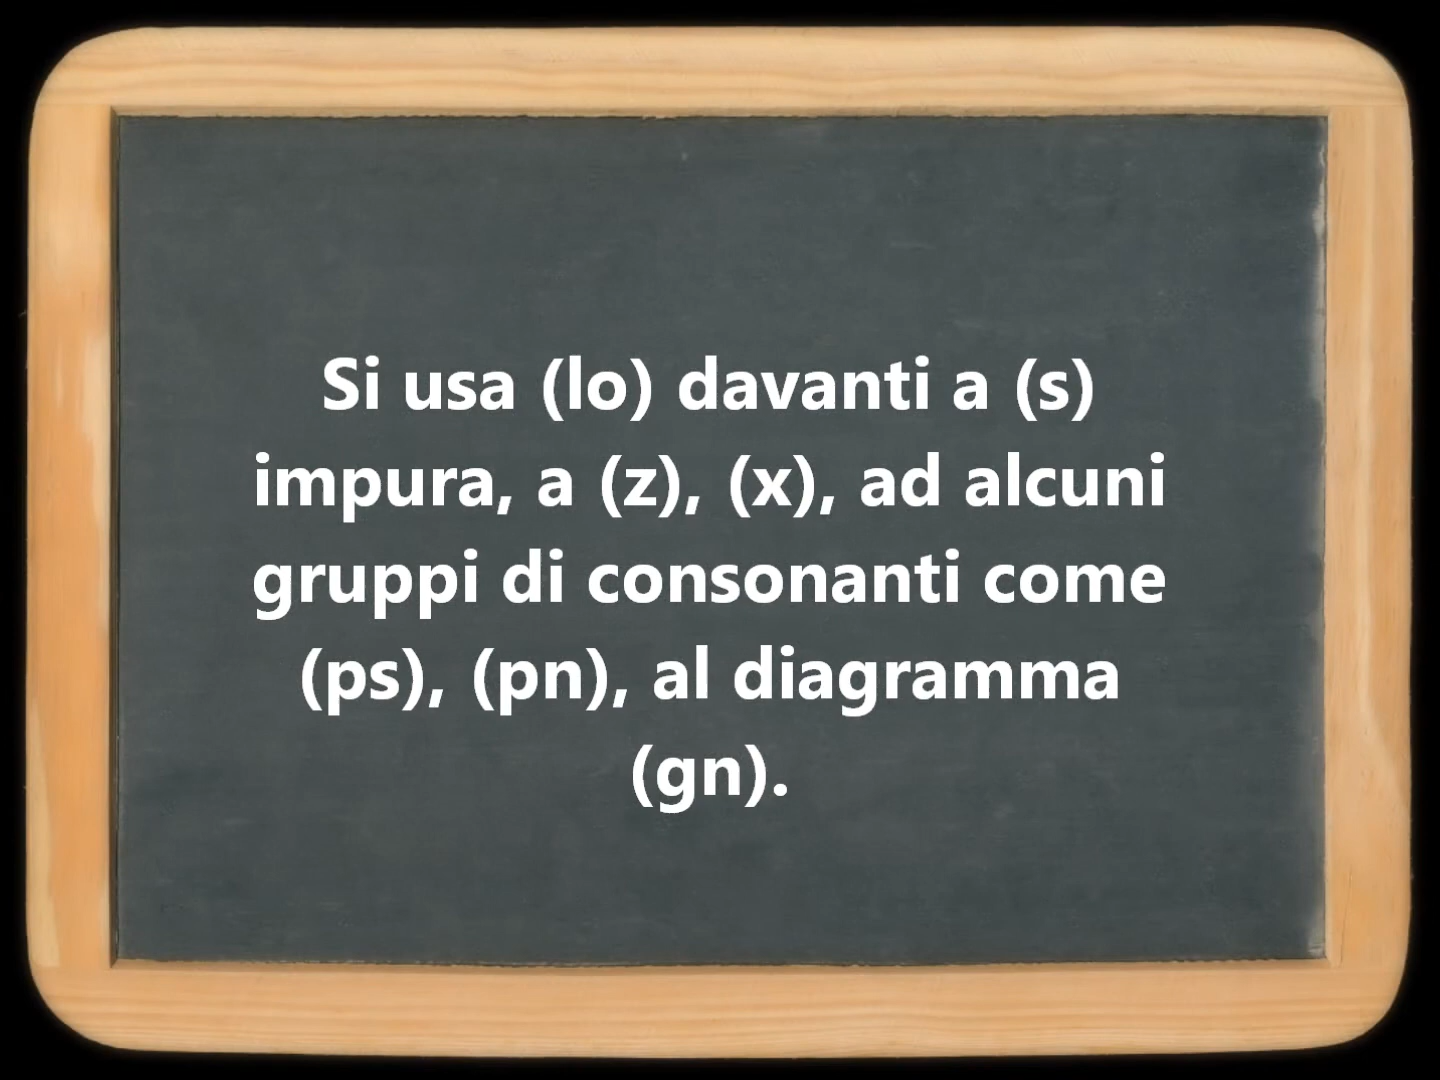 Si usa (lo) davanti a (s)
impura, a (z), (x), ad alcuni
gruppi di consonanti come
(ps), (pn), al diagramma
(gn).